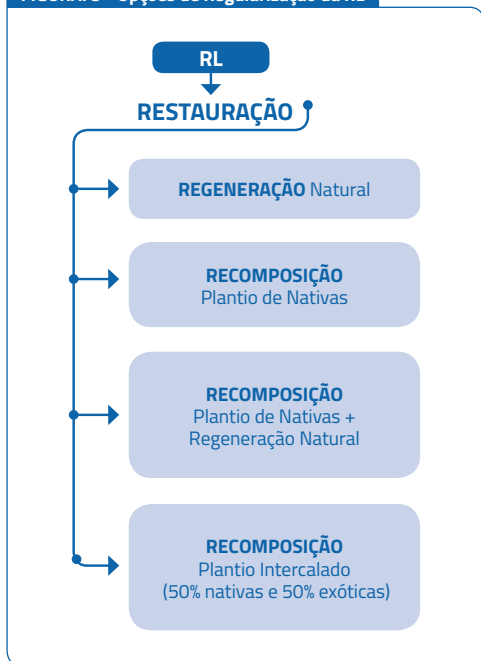 RL
RESTAURAÇÃO
REGENERAÇÃO Natural
RECOMPOSIÇÃO
Plantio de Nativas
RECOMPOSIÇÃO
Plantio de Nativas +
Regeneração Natural
RECOMPOSIÇÃO
Plantio Intercalado
(50% nativas e 50% exóticas)